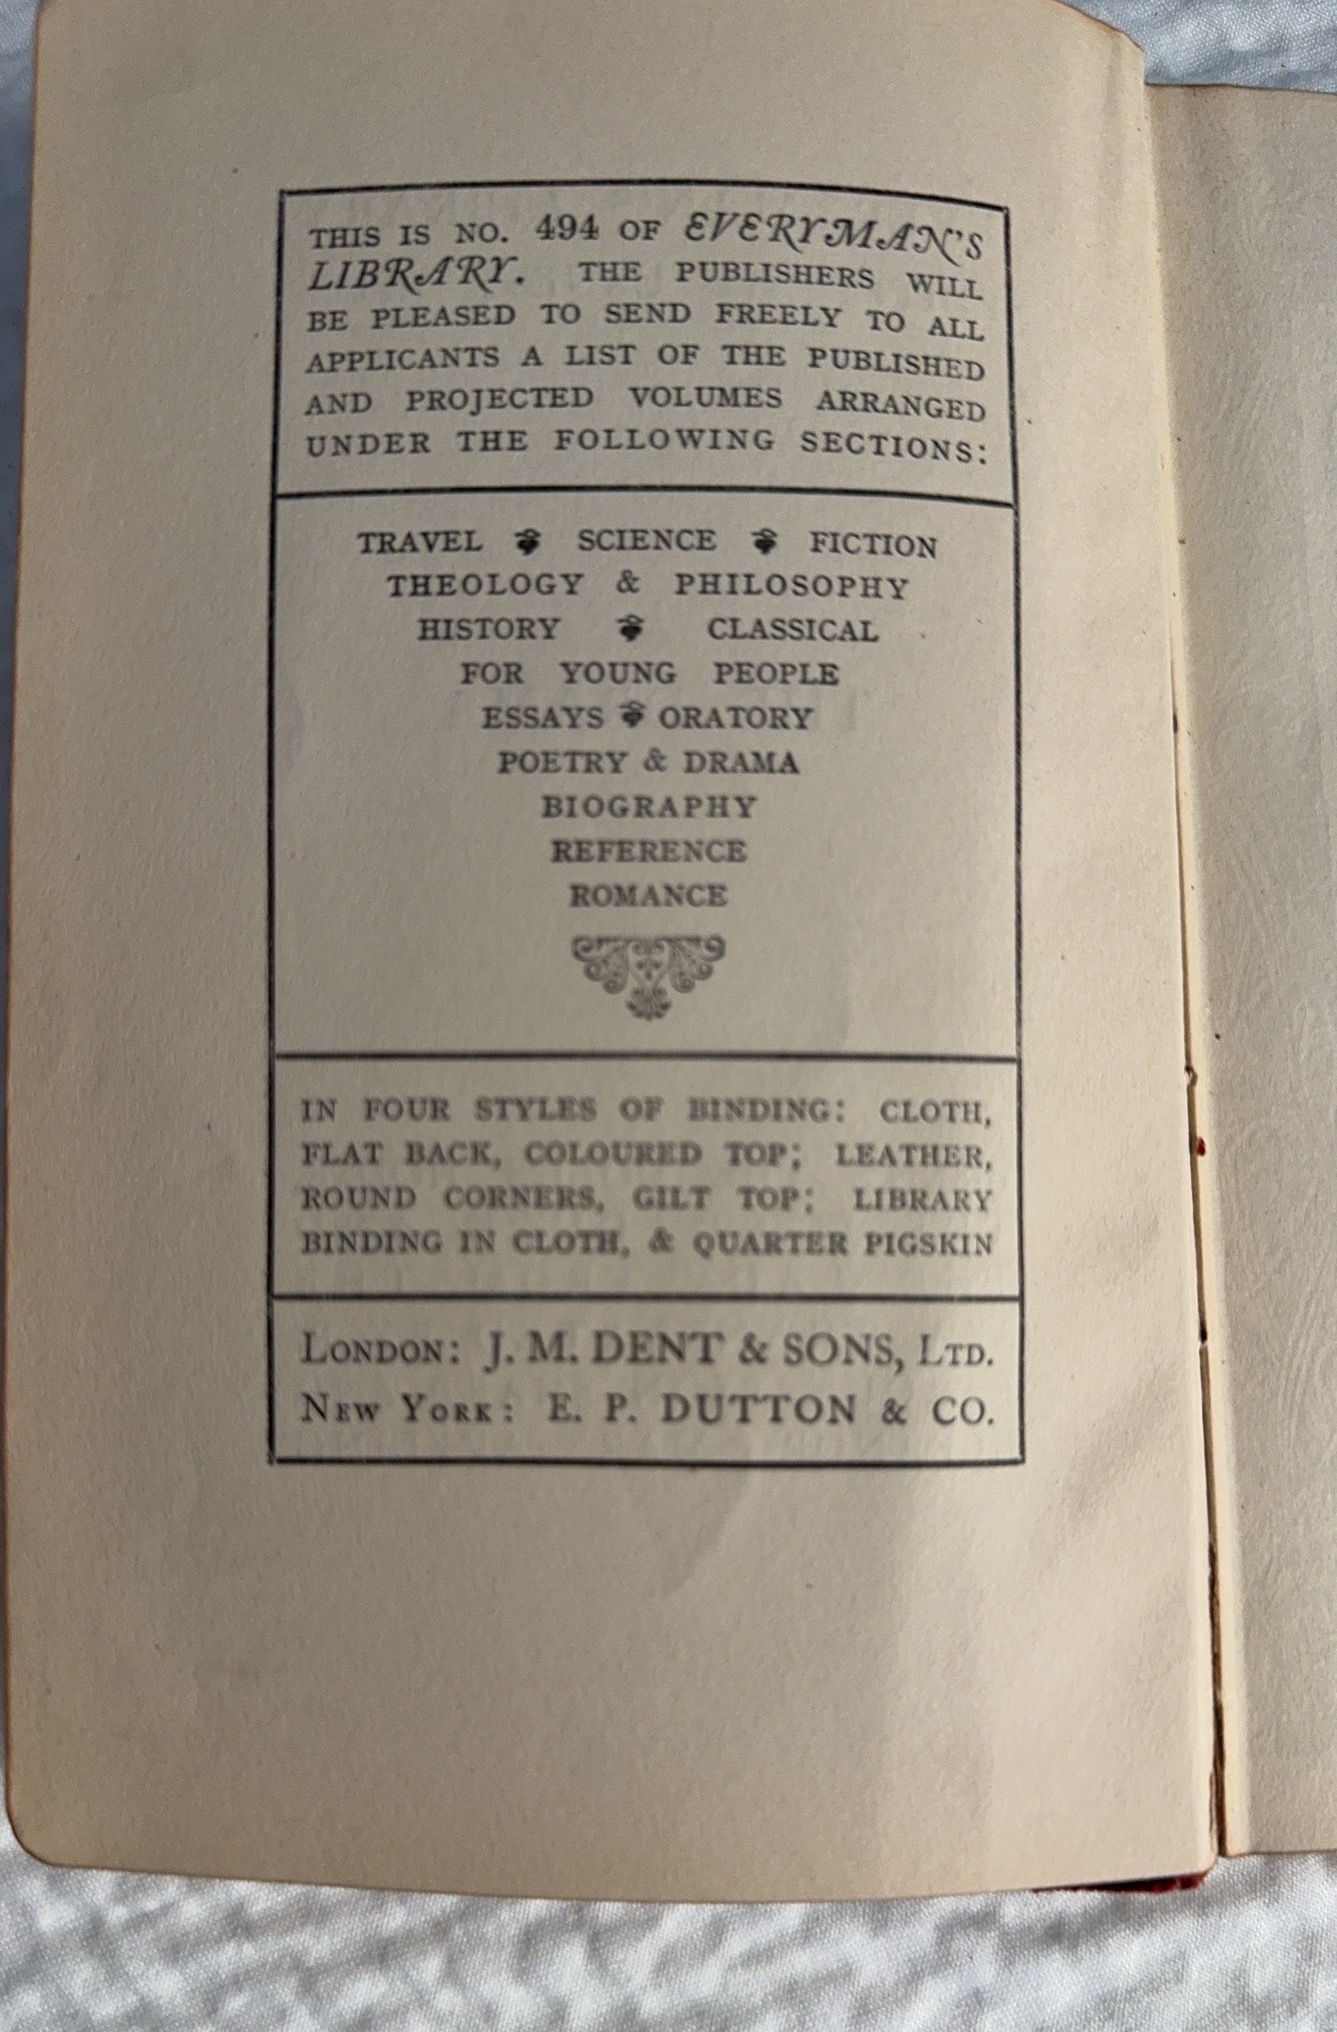 THIS IS NO. 494 OF EVERYMAN'S
LIBRARY. THE PUBLISHERS WILL
BE PLEASED TO SEND FREELY TO ALL
APPLICANTS A LIST OF THE PUBLISHED
AND PROJECTED VOLUMES ARRANGED
UNDER THE FOLLOWING SECTIONS:
TRAVEL ❦ SCIENCE ❦ FICTION
THEOLOGY & PHILOSOPHY
HISTORY ❦ CLASSICAL
FOR YOUNG PEOPLE
ESSAYS ❦ ORATORY
POETRY & DRAMA
BIOGRAPHY
REFERENCE
ROMANCE
IN FOUR STYLES OF BINDING: CLOTH,
FLAT BACK, COLOURED TOP; LEATHER,
ROUND CORNERS, GILT TOP; LIBRARY
BINDING IN CLOTH, & QUARTER PIGSKIN
LONDON: J. M. DENT & SONS, LTD.
NEW YORK: E. P. DUTTON & CO.